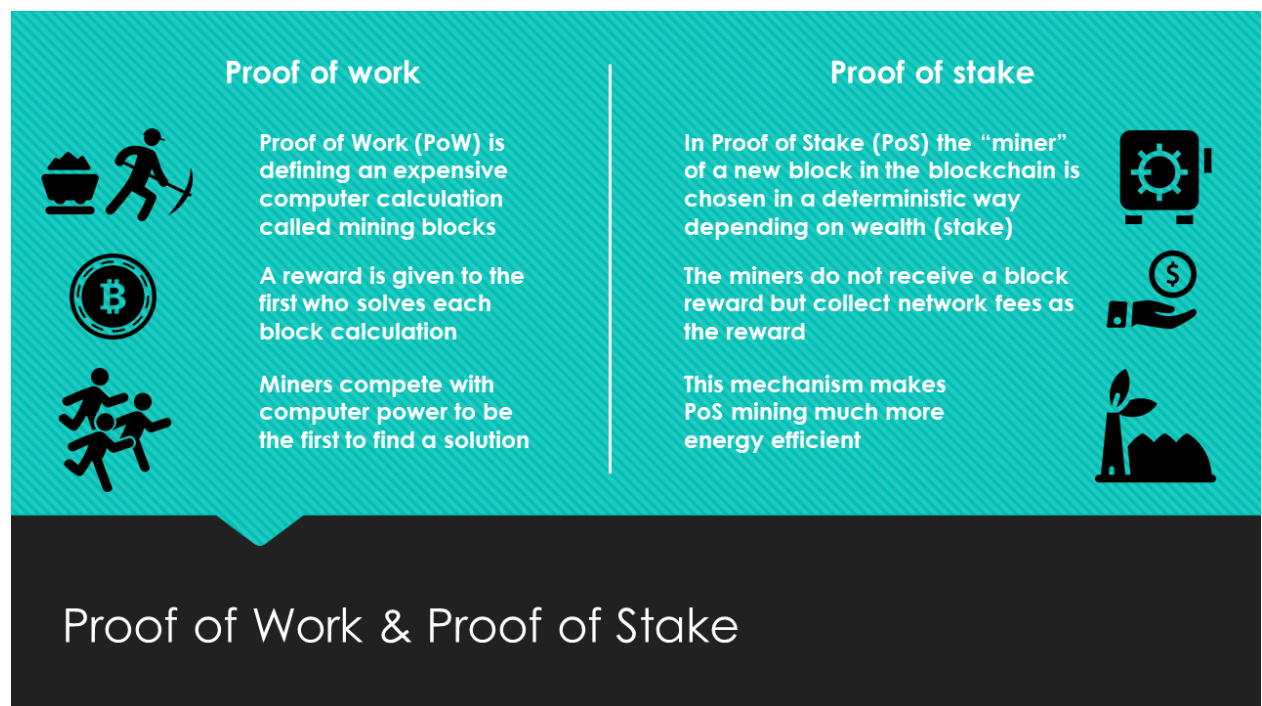 Proof of work
Proof of Work (PoW) is
defining an expensive
computer calculation
called mining blocks
A reward is given to the
first who solves each
block calculation
Miners compete with
computer power to be
the first to find a solution
Proof of stake
In Proof of Stake (PoS) the “miner”
of a new block in the blockchain is
chosen in a deterministic way
depending on wealth (stake)
The miners do not receive a block
reward but collect network fees as
the reward
This mechanism makes
PoS mining much more
energy efficient
Proof of Work & Proof of Stake